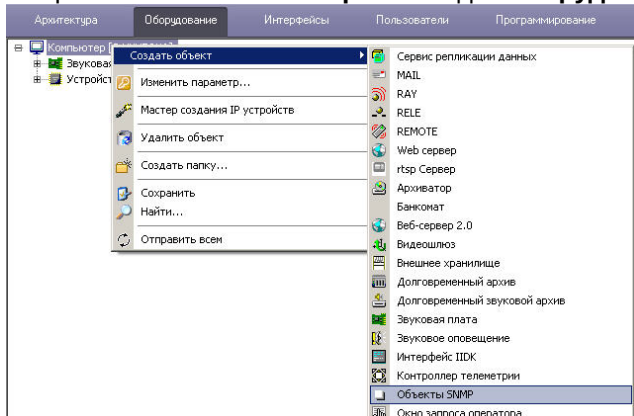 Архитектура Оборудование Интерфейсы Пользователи Программирование
Компьютер
Звуковая
Устройст
Создать объект
Изменить параметр...
Мастер создания IP устройств
Удалить объект
Создать папку...
Сохранить
Найти...
Отправить всем
Сервис репликации данных
MAIL
RAY
RELE
REMOTE
Web сервер
rtsp Сервер
Архиватор
Банкомат
Веб-сервер 2.0
Видеошлюз
Внешнее хранилище
Долговременный архив
Долговременный звуковой архив
Звуковая плата
Звуковое оповещение
Интерфейс IIDK
Контроллер телеметрии
Объекты SNMP
Окно запроса оператора